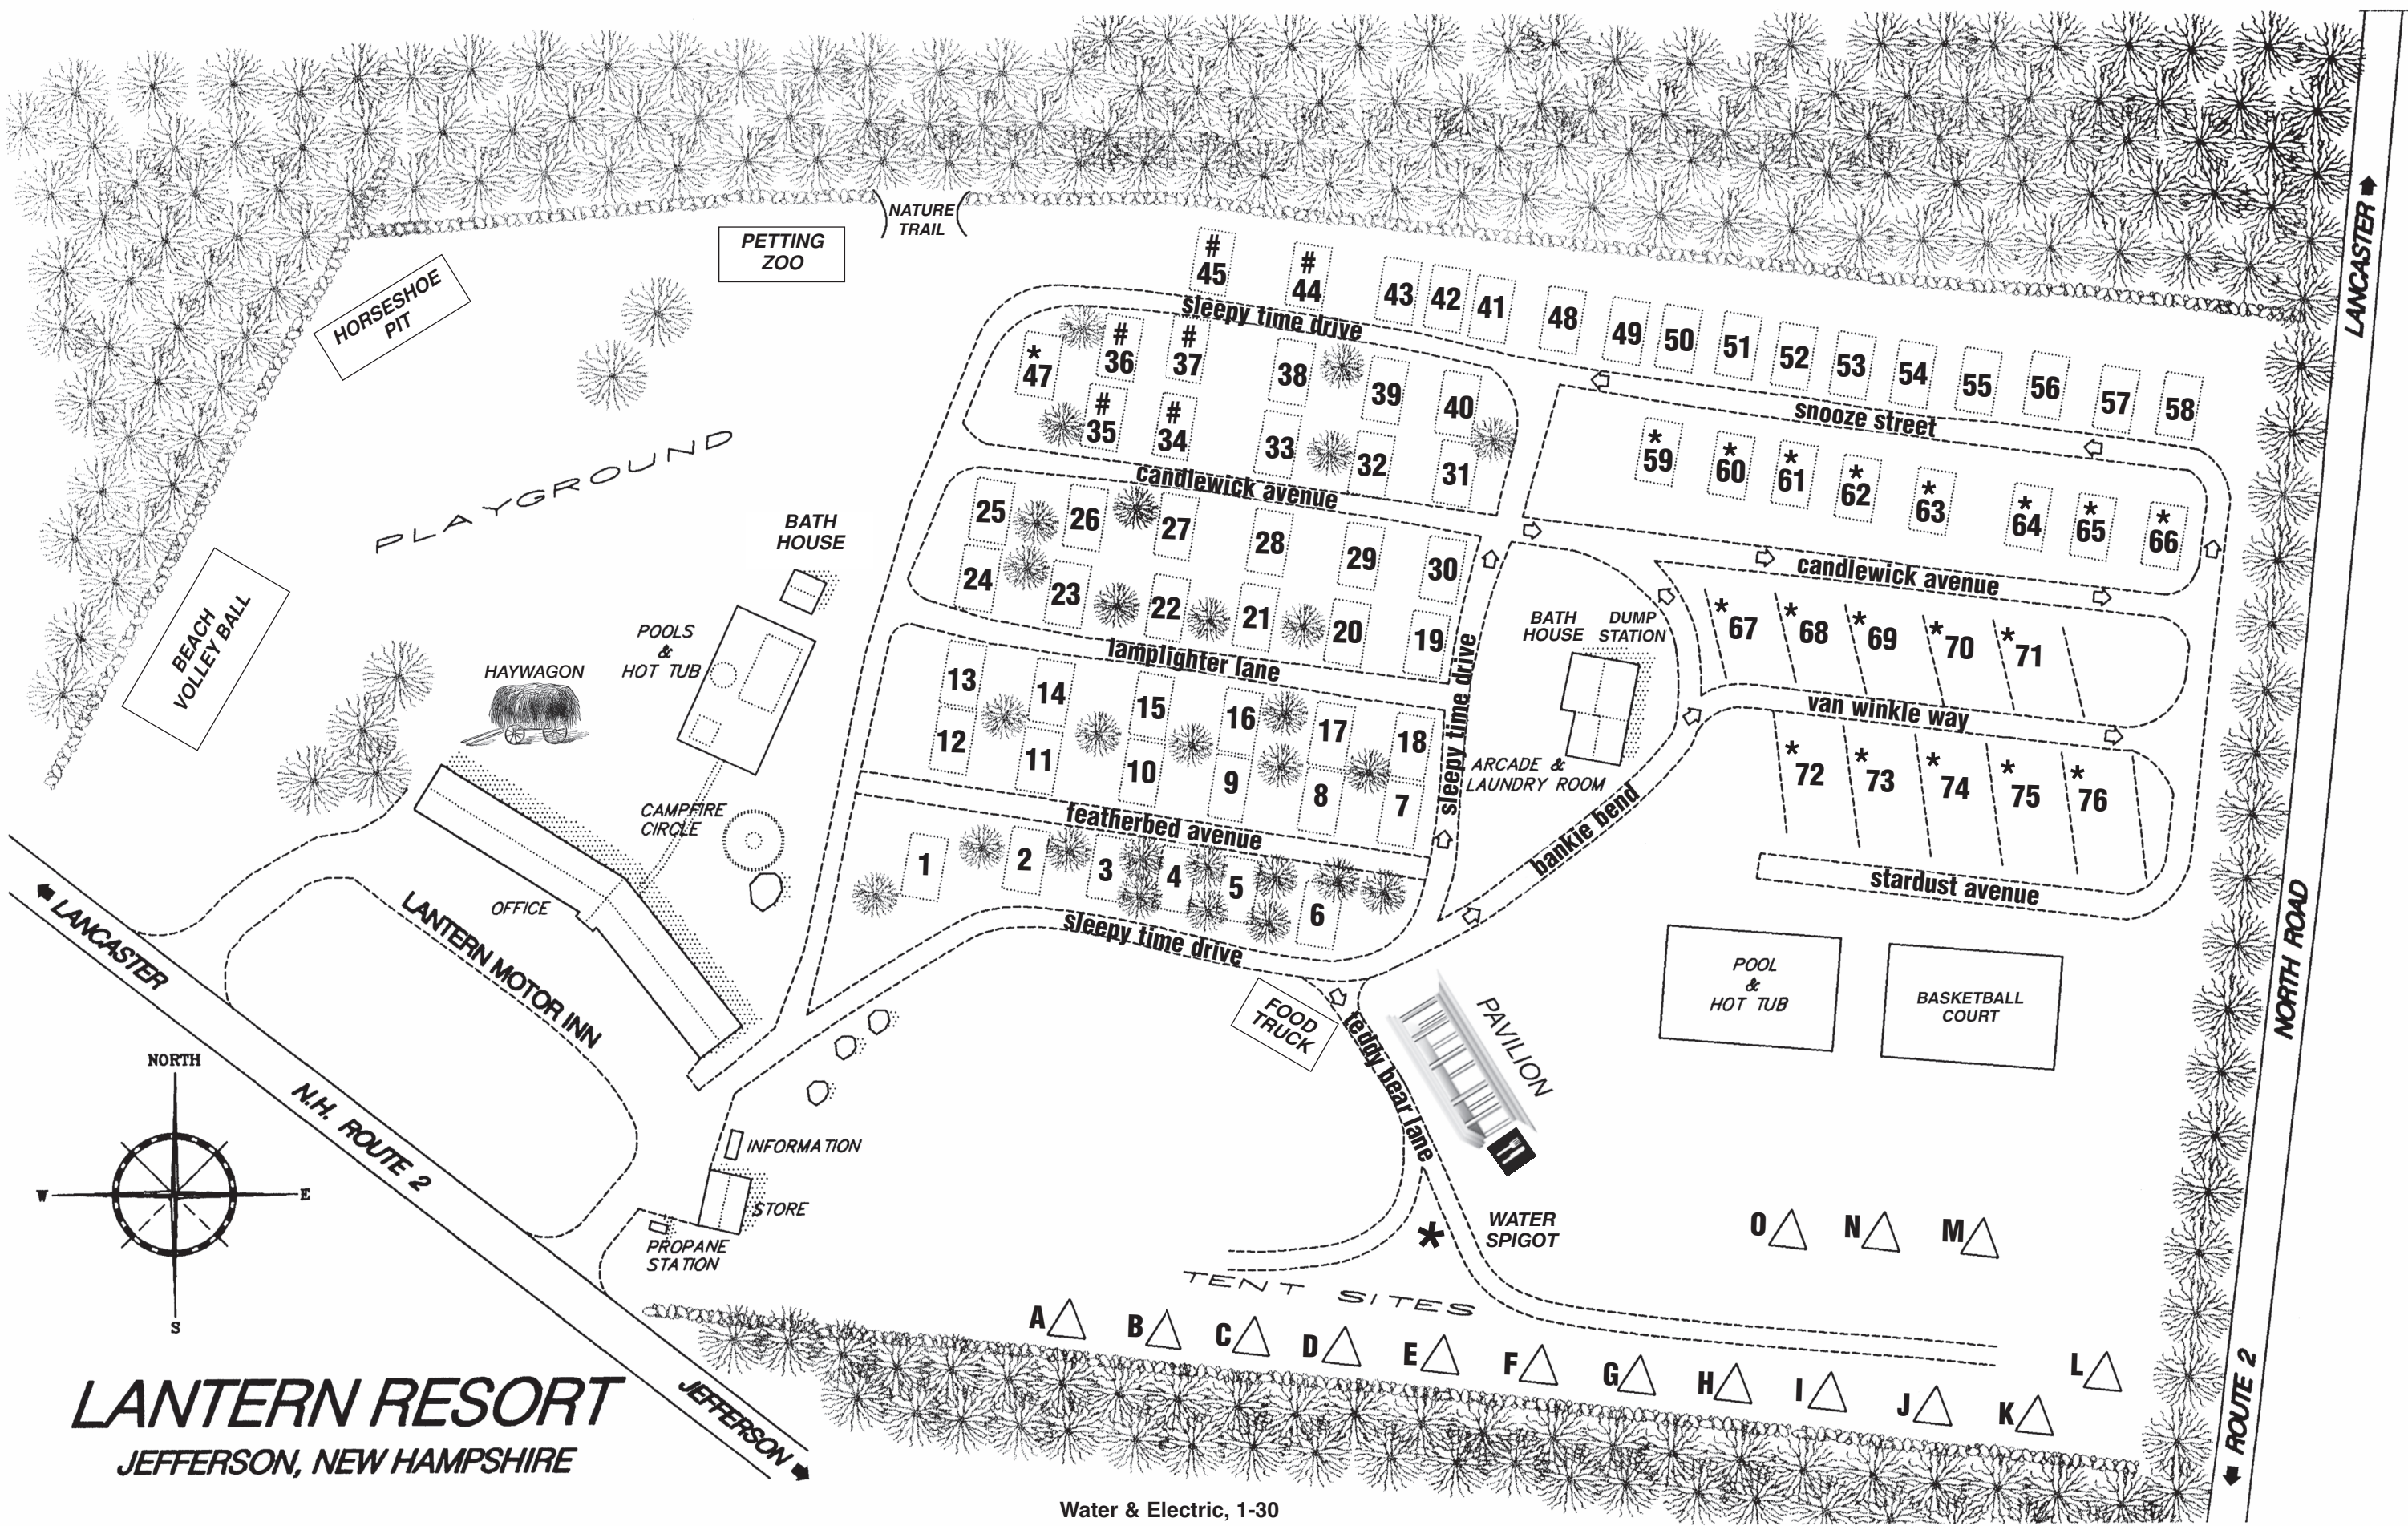 NATURE
TRAIL
PETTING
ZOO
HORSESHOE
PIT
LANCASTER
#
45
#
44
43
42
41
48
49
50
51
52
53
54
55
56
57
58
sleepy time drive
snooze street
*
47
#
36
#
37
38
39
40
#
35
#
34
33
32
31
*
59
*
60
*
61
*
62
*
63
*
64
*
65
*
66
candlewick avenue
candlewick avenue
PLAYGROUND
25
26
27
28
29
30
24
23
22
21
20
19
BATH
HOUSE
BEACH
VOLLEY BALL
POOLS
&
HOT TUB
HAYWAGON
lamplighter lane
sleepy time drive
BATH
HOUSE
DUMP
STATION
*67
*68
*69
*70
*71
van winkle way
13
14
15
16
17
18
12
11
10
9
8
7
ARCADE &
LAUNDRY ROOM
*72
*73
*74
*75
*76
CAMPFIRE
CIRCLE
featherbed avenue
bankie bend
1
2
3
4
5
6
stardust avenue
sleepy time drive
OFFICE
LANTERN MOTOR INN
LANCASTER
N.H. ROUTE 2
JEFFERSON
FOOD
TRUCK
teddy bear lane
PAVILION
POOL
&
HOT TUB
BASKETBALL
COURT
NORTH ROAD
NORTH
W
E
S
INFORMATION
STORE
PROPANE
STATION
*
WATER
SPIGOT
O
N
M
TENT SITES
A
B
C
D
E
F
G
H
I
J
K
L
ROUTE 2
LANTERN RESORT
JEFFERSON, NEW HAMPSHIRE
Water & Electric, 1-30